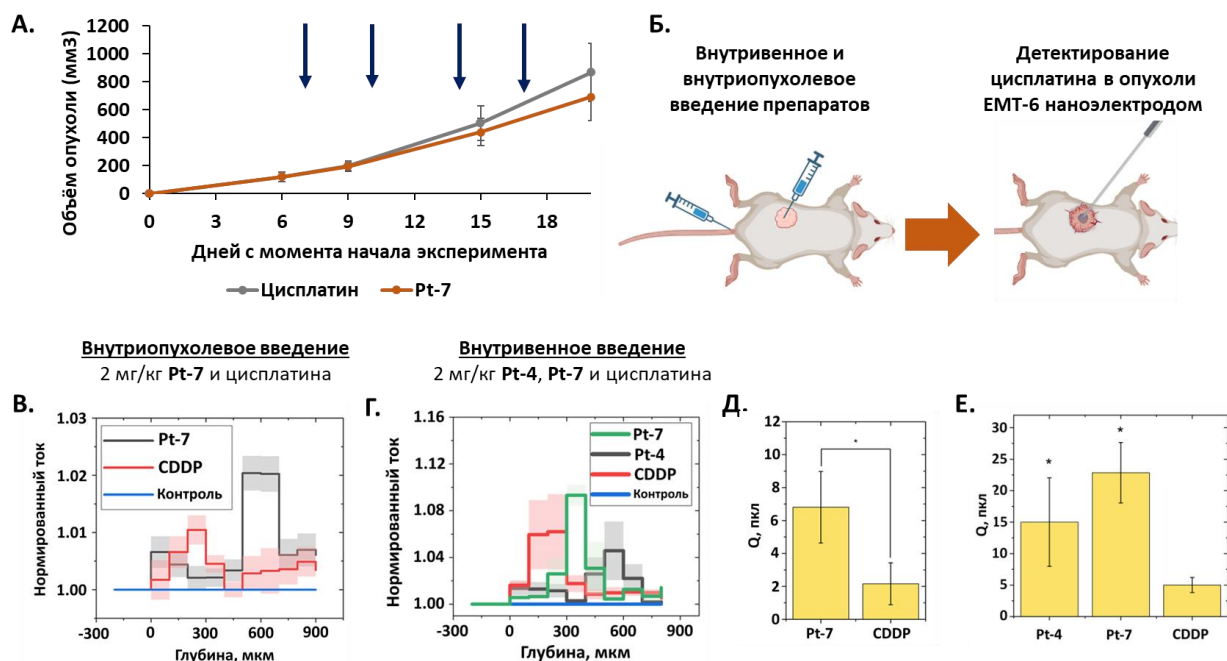 А.
Объём опухоли (мм3)
1200
1000
800
600
400
200
0
0
3
6
9
12
15
18
Дней с момента начала эксперимента
Цисплатин
Pt-7
Б.
Внутривенное и
внутриопухолевое
введение препаратов
Детектирование
цисплатина в опухоли
EMT-6 наноэлектродом
Внутриопухолевое введение
2 мг/кг Pt-7 и цисплатина
Внутривенное введение
2 мг/кг Pt-4, Pt-7 и цисплатина
В.
Нормированный ток
1.03
1.02
1.01
1.00
Pt-7
CDDP
Контроль
-300
0
300
600
900
Глубина, мкм
Г.
Нормированный ток
1.16
1.12
1.08
1.04
1.00
Pt-7
Pt-4
CDDP
Контроль
-300
0
300
600
900
Глубина, мкм
Д.
Q, пкл
12
10
8
6
4
2
0
*
Pt-7
CDDP
Е.
Q, пкл
35
30
25
20
15
10
5
0
*
*
Pt-4
Pt-7
CDDP